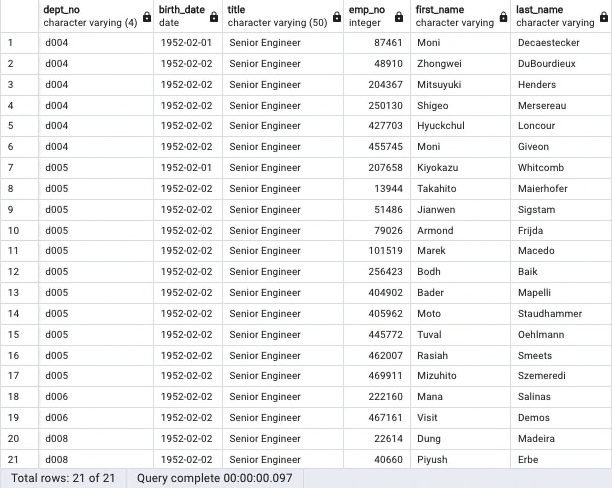 dept_no birth_date title emp_no first_name last_name
character varying (4) date character varying (50) integer character varying character varying
1 d004 1952-02-01 Senior Engineer 87461 Moni Decaestecker
2 d004 1952-02-02 Senior Engineer 48910 Zhongwei DuBourdieux
3 d004 1952-02-02 Senior Engineer 204367 Mitsuyuki Henders
4 d004 1952-02-02 Senior Engineer 250130 Shigeo Mersereau
5 d004 1952-02-02 Senior Engineer 427703 Hyuckchul Loncour
6 d004 1952-02-02 Senior Engineer 455745 Moni Giveon
7 d005 1952-02-01 Senior Engineer 207658 Kiyokazu Whitcomb
8 d005 1952-02-02 Senior Engineer 13944 Takahito Maierhofer
9 d005 1952-02-02 Senior Engineer 51486 Jianwen Sigstam
10 d005 1952-02-02 Senior Engineer 79026 Armond Frijda
11 d005 1952-02-02 Senior Engineer 101519 Marek Macedo
12 d005 1952-02-02 Senior Engineer 256423 Bodh Baik
13 d005 1952-02-02 Senior Engineer 404902 Bader Mapelli
14 d005 1952-02-02 Senior Engineer 405962 Moto Staudhammer
15 d005 1952-02-02 Senior Engineer 445772 Tuval Oehlmann
16 d005 1952-02-02 Senior Engineer 462007 Rasiah Smeets
17 d005 1952-02-02 Senior Engineer 469911 Mizuhito Szemeredi
18 d006 1952-02-02 Senior Engineer 222160 Mana Salinas
19 d006 1952-02-02 Senior Engineer 467161 Visit Demos
20 d008 1952-02-02 Senior Engineer 22614 Dung Madeira
21 d008 1952-02-02 Senior Engineer 40660 Piyush Erbe
Total rows: 21 of 21 Query complete 00:00:00.097